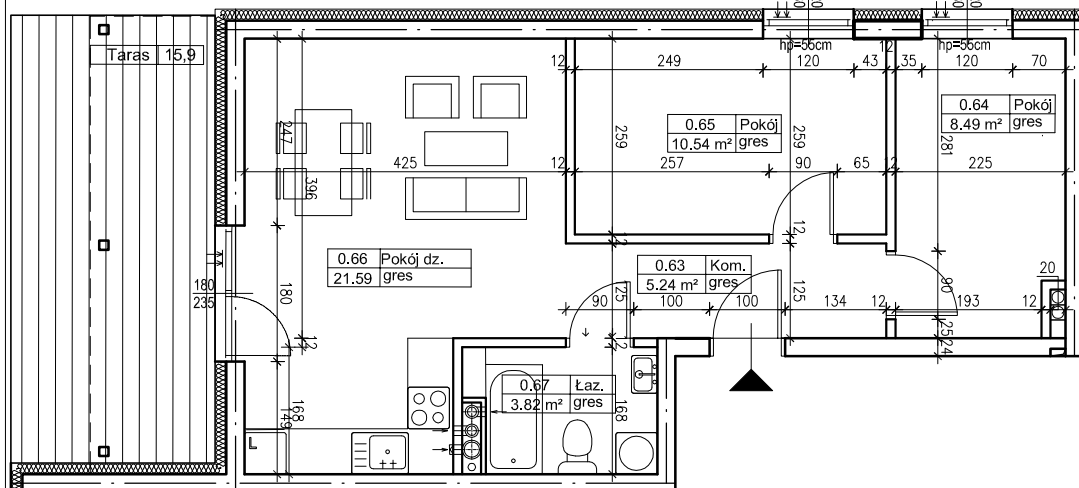 hp=55cm
hp=55cm
Taras 15,9
12 249 120 43 12 35 120 70
0.64 Pokój
8.49 m² gres
0.65 Pokój
10.54 m² gres
247
259
259
281
425 12 257 90 65 12 225
396
0.66 Pokój dz.
21.59 gres
0.63 Kom.
5.24 m² gres
12
12
20
180
235
180
125
125
90
90 100 100 134 12 193 12
12
12
25
24
0.67 Łaz.
3.82 m² gres
168
149
168
L